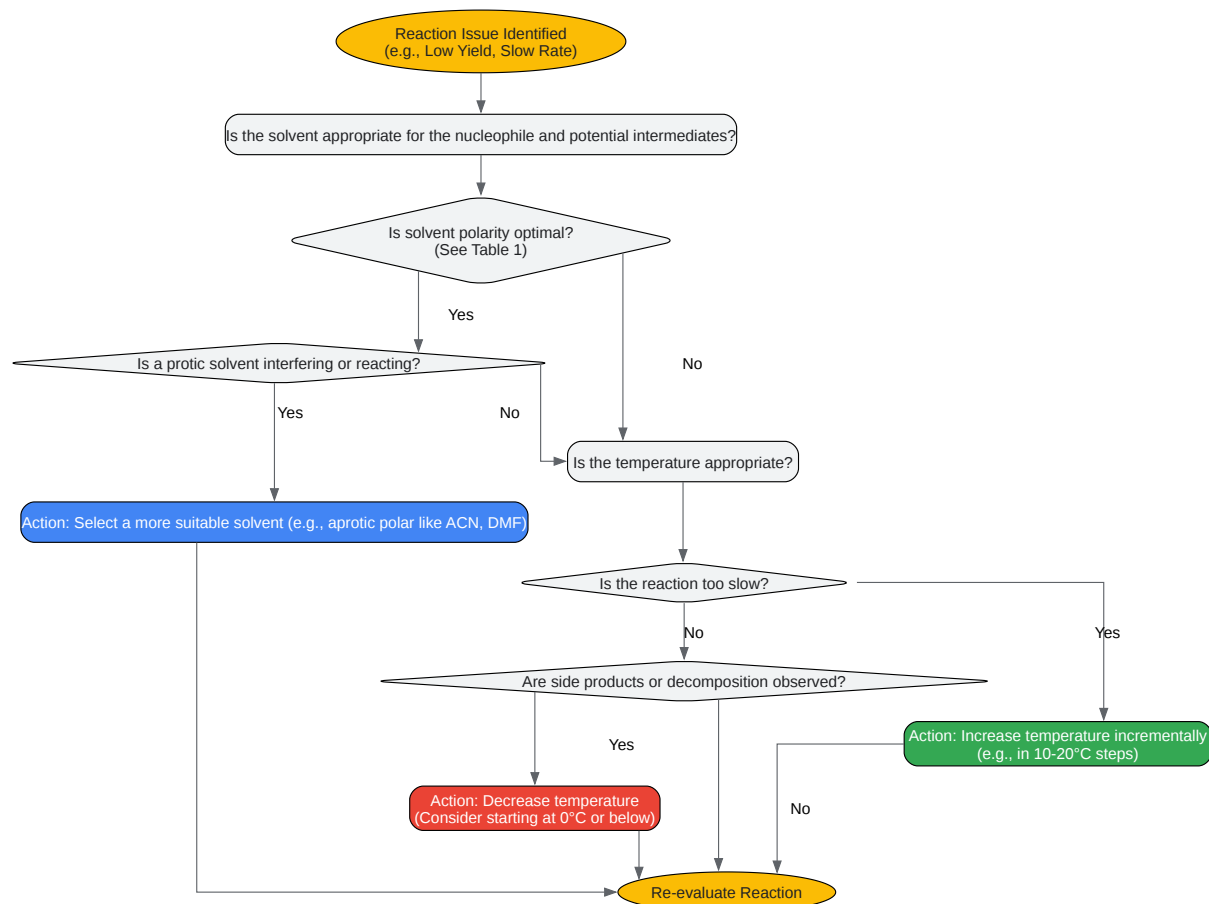 Reaction Issue Identified
(e.g., Low Yield, Slow Rate)
Is the solvent appropriate for the nucleophile and potential intermediates?
Is solvent polarity optimal?
(See Table 1)
Yes
No
Is a protic solvent interfering or reacting?
Yes
No
Is the temperature appropriate?
Action: Select a more suitable solvent (e.g., aprotic polar like ACN, DMF)
Is the reaction too slow?
No
Yes
Are side products or decomposition observed?
Yes
Action: Increase temperature incrementally
(e.g., in 10-20°C steps)
Action: Decrease temperature
(Consider starting at 0°C or below)
No
Re-evaluate Reaction